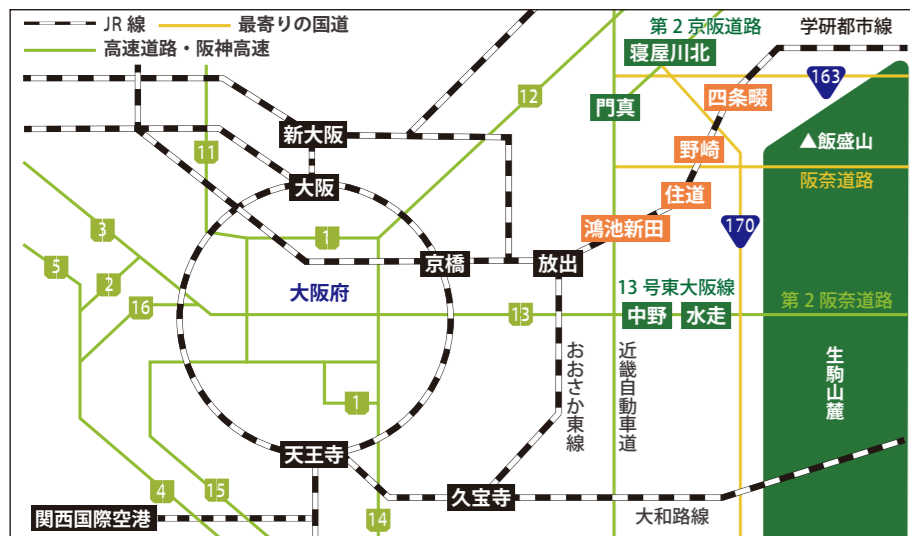 JR 線
最寄りの国道
高速道路・阪神高速
第2京阪道路
学研都市線
寝屋川北
163
12
四条畷
門真
新大阪
野崎
▲飯盛山
11
大阪
住道
阪奈道路
3
1
鴻池新田
170
5
京橋
放出
2
大阪府
13 号東大阪線
16
13
中野
水走
第2阪奈道路
おおさか東線
近畿自動車道
生駒山麓
1
天王寺
4
15
久宝寺
関西国際空港
14
大和路線